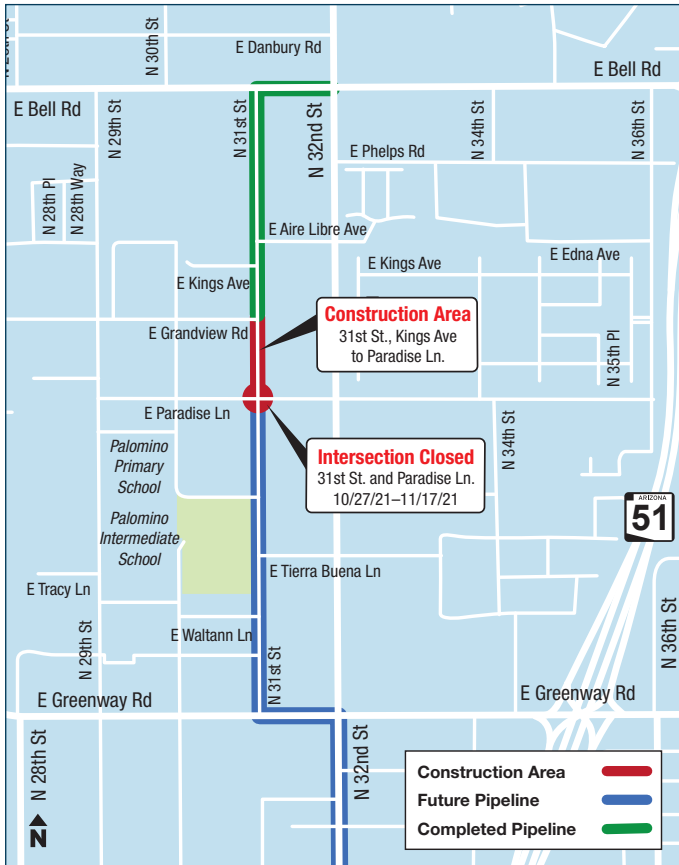 N 30th St
E Danbury Rd
E Bell Rd
E Bell Rd
N 29th St
N 31st St
N 32nd St
N 34th St
N 36th St
E Phelps Rd
N 28th Pl
N 28th Way
E Aire Libre Ave
E Kings Ave
E Kings Ave
E Edna Ave
Construction Area
31st St., Kings Ave
to Paradise Ln.
E Grandview Rd
N 35th Pl
E Paradise Ln
N 34th St
Palomino
Primary
School
Intersection Closed
31st St. and Paradise Ln.
10/27/21–11/17/21
ARIZONA
51
Palomino
Intermediate
School
E Tierra Buena Ln
E Tracy Ln
E Waltann Ln
N 29th St
N 31st St
N 36th St
E Greenway Rd
E Greenway Rd
N 28th St
N 32nd St
N
Construction Area
Future Pipeline
Completed Pipeline